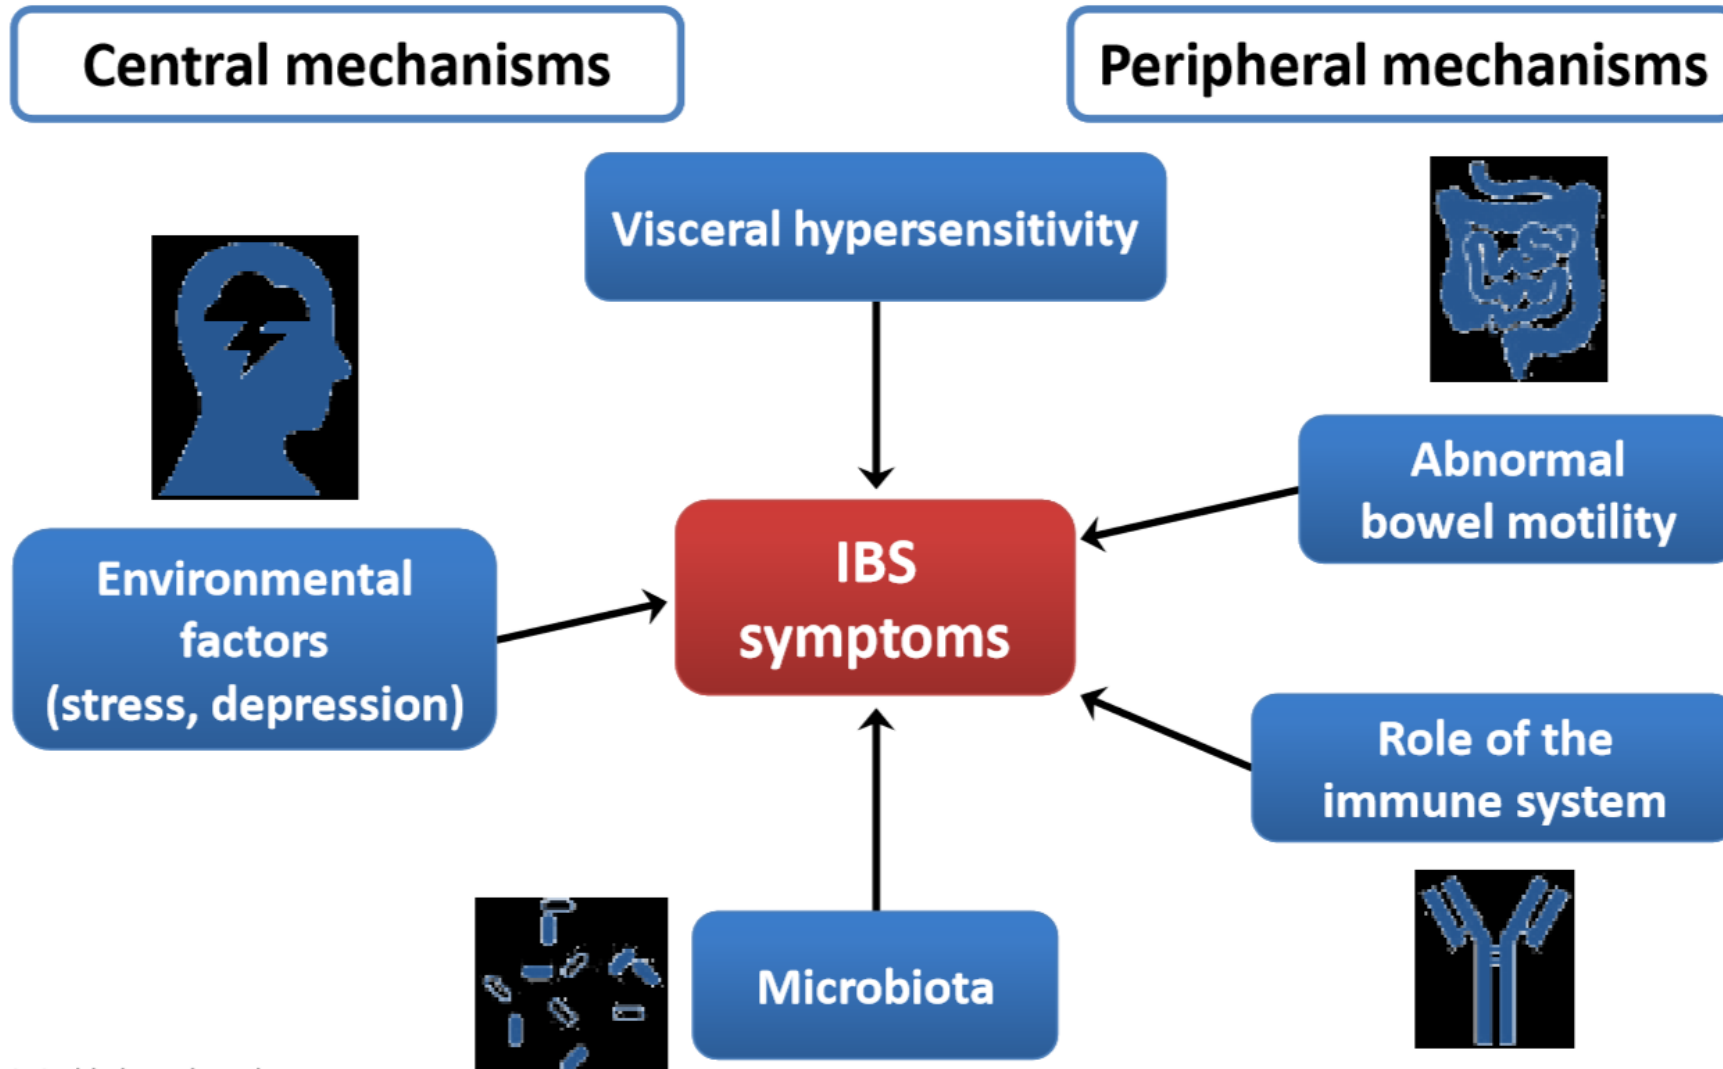 Central mechanisms
Peripheral mechanisms
Visceral hypersensitivity
Abnormal
bowel motility
Environmental
factors
(stress, depression)
IBS
symptoms
Role of the
immune system
Microbiota